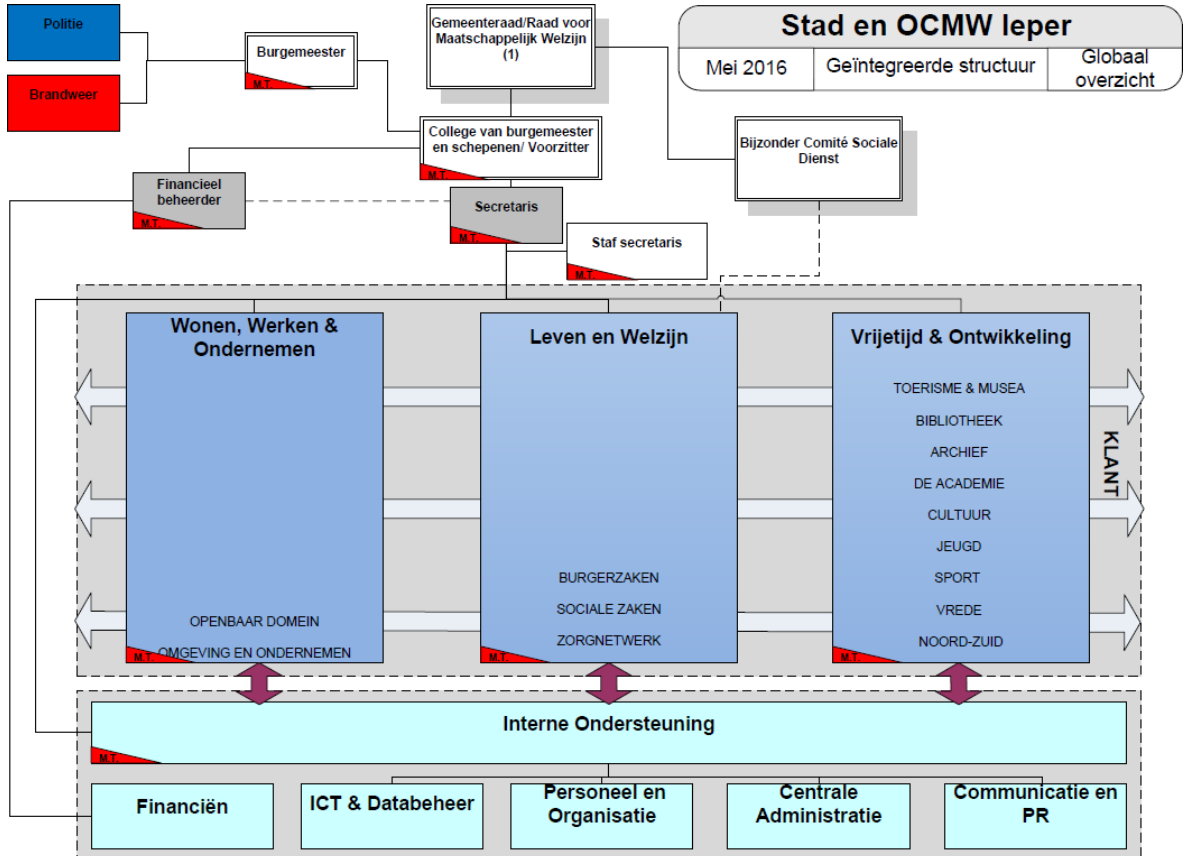 Politie
Brandweer
Burgemeester
M.T.
Gemeenteraad/Raad voor
Maatschappelijk Welzijn
(1)
Stad en OCMW Ieper
Mei 2016
Geïntegreerde structuur
Globaal
overzicht
College van burgemeester
en schepenen/ Voorzitter
M.T.
Bijzonder Comité Sociale
Dienst
Financieel
beheerder
M.T.
Secretaris
M.T.
Staf secretaris
M.T.
Wonen, Werken &
Ondernemen
OPENBAAR DOMEIN
OMGEVING EN ONDERNEMEN
M.T.
Leven en Welzijn
BURGERZAKEN
SOCIALE ZAKEN
ZORGNETWERK
M.T.
Vrijetijd & Ontwikkeling
TOERISME & MUSEA
BIBLIOTHEEK
ARCHIEF
DE ACADEMIE
CULTUUR
JEUGD
SPORT
VREDE
NOORD-ZUID
M.T.
KLANT
Interne Ondersteuning
M.T.
Financiën
ICT & Databeheer
Personeel en
Organisatie
Centrale
Administratie
Communicatie en
PR